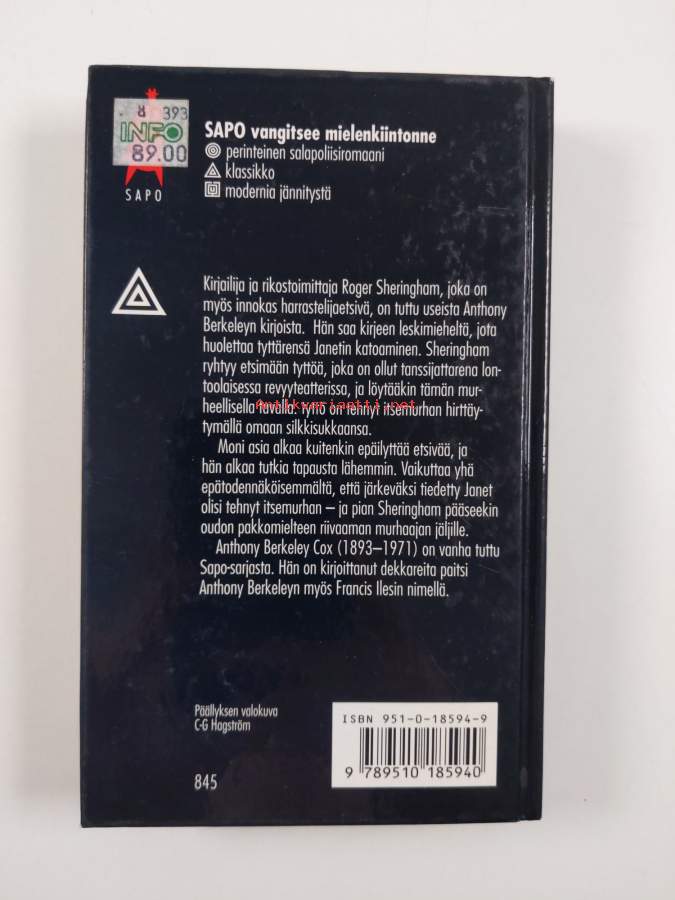 8 393
INFO
89.00
SAPO
SAPO vangitsee mielenkiintonne
perinteinen salapoliisiromaani
klassikko
modernia jännitystä
Kirjailija ja rikostoimittaja Roger Sheringham, joka on
myös innokas harrastelijaetsivä, on tuttu useista Anthony
Berkeleyn kirjoista. Hän saa kirjeen leskimieheltä, jota
huolettaa tyttärensä Janetin katoaminen. Sheringham
ryhtyy etsimään tyttöä, joka on ollut tanssijattarena lon-
toolaisessa revyyteatterissa, ja löytääkin tämän mur-
heellisella tavalla: tyttö on tehnyt itsemurhan hirttäy-
Antikvariaatti.net
tymällä omaan silkkisukkaansa.
Moni asia alkaa kuitenkin epäilyttää etsivää, ja
hän alkaa tutkia tapausta lähemmin. Vaikuttaa yhä
epätodennäköisemmältä, että järkeväksi tiedetty Janet
olisi tehnyt itsemurhan – ja pian Sheringham pääseekin
oudon pakkomielteen riivaaman murhaajan jäljille.
Anthony Berkeley Cox (1893–1971) on vanha tuttu
Sapo-sarjasta. Hän on kirjoittanut dekkareita paitsi
Anthony Berkeleyn myös Francis Ilesin nimellä.
Päällyksen valokuva
C-G Hagström
845
ISBN 951-0-18594-9
9 789510 185940